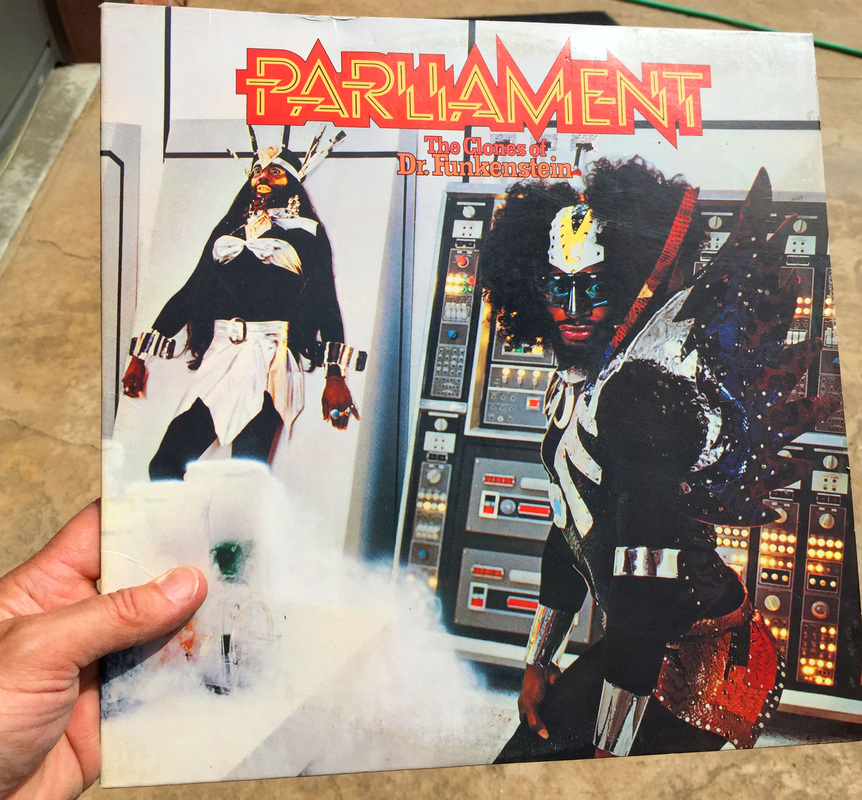 PARLIAMENT
The Clones of
Dr. Funkenstein